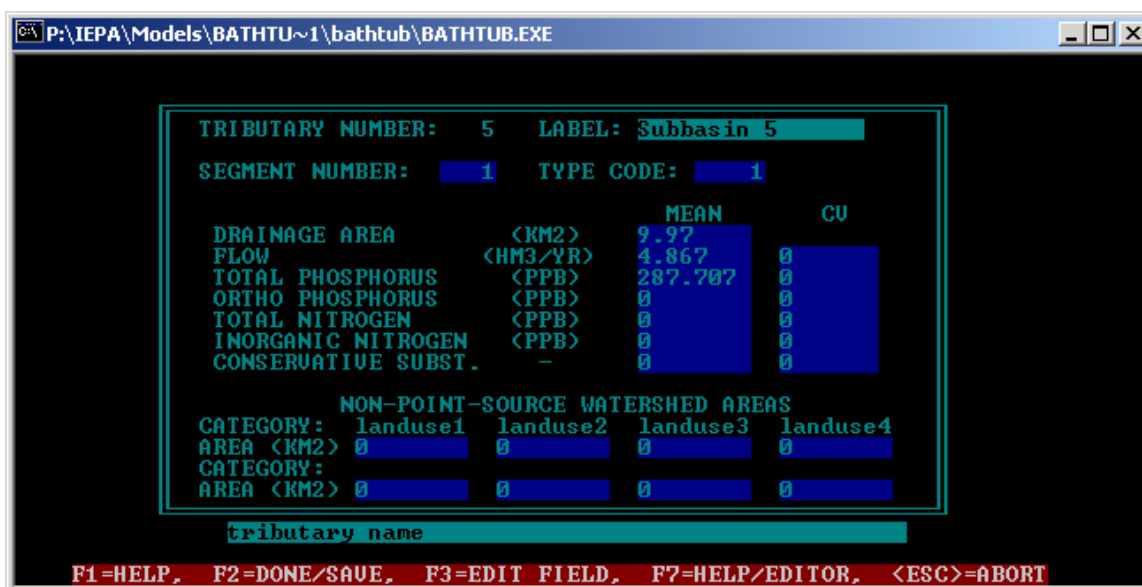 P:\IEPA\Models\BATHTU~1\bathtub\BATHTUB.EXE
TRIBUTARY NUMBER: 5 LABEL: Subbasin 5
SEGMENT NUMBER: 1 TYPE CODE: 1
MEAN CV
DRAINAGE AREA (KM2) 9.97
FLOW (HM3/YR) 4.867 0
TOTAL PHOSPHORUS (PPB) 287.707 0
ORTHO PHOSPHORUS (PPB) 0 0
TOTAL NITROGEN (PPB) 0 0
INORGANIC NITROGEN (PPB) 0 0
CONSERVATIVE SUBST. - 0 0
NON-POINT-SOURCE WATERSHED AREAS
CATEGORY: landuse1 landuse2 landuse3 landuse4
AREA (KM2) 0 0 0 0
CATEGORY:
AREA (KM2) 0 0 0 0
tributary name
F1=HELP, F2=DONE/SAVE, F3=EDIT FIELD, F7=HELP/EDITOR, <ESC>=ABORT